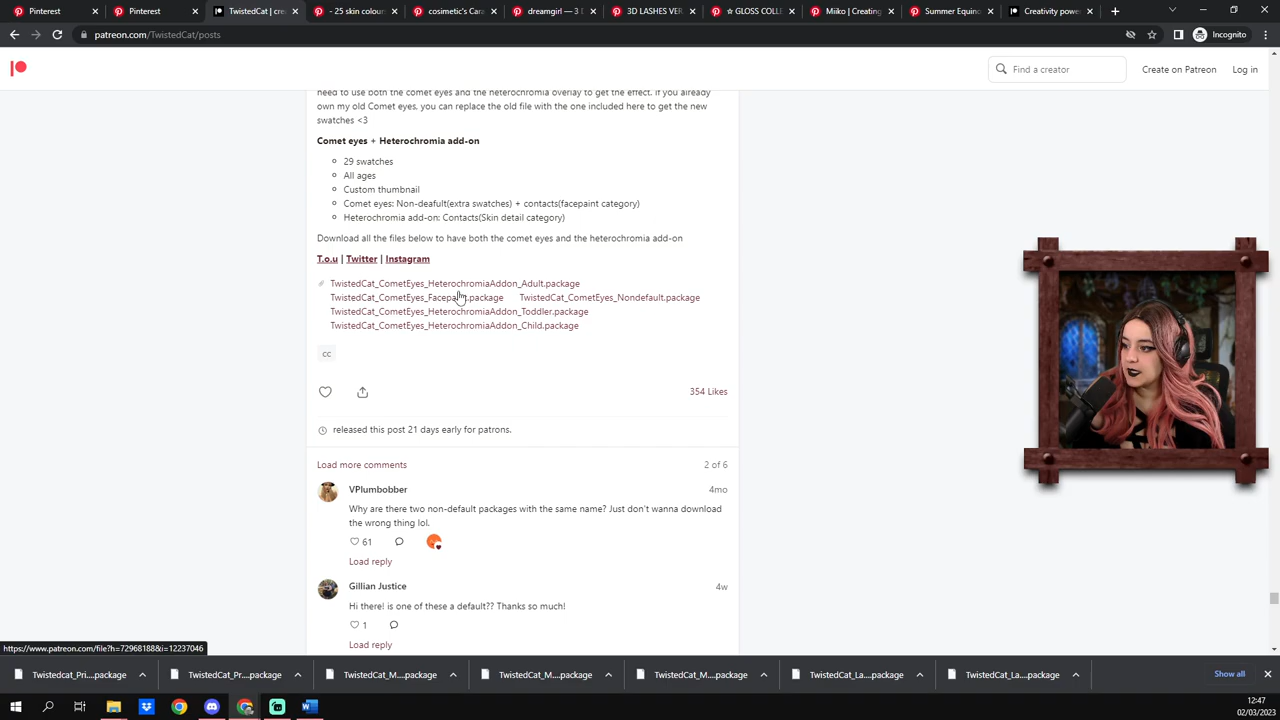 Pinterest
Pinterest
TwistedCat | cre
- 25 skin colour
cosmetic's Car
dreamgirl — 3 D
3D LASHES VER
☆ GLOSS COLLE
Miko | Creating
Summer Equino
Creativity powe
patreon.com/TwistedCat/posts
Incognito
Find a creator
Create on Patreon
Log in
need to use both the comet eyes and the heterochromia overlay to get the effect. If you already
own my old Comet eyes, you can replace the old file with the one included here to get the new
swatches <3
Comet eyes + Heterochromia add-on
29 swatches
All ages
Custom thumbnail
Comet eyes: Non-deafult(extra swatches) + contacts(facepaint category)
Heterochromia add-on: Contacts(Skin detail category)
Download all the files below to have both the comet eyes and the heterochromia add-on
T.o.u | Twitter | Instagram
TwistedCat_CometEyes_HeterochromiaAddon_Adult.package
TwistedCat_CometEyes_Facepa .package TwistedCat_CometEyes_Nondefault.package
TwistedCat_CometEyes_HeterochromiaAddon_Toddler.package
TwistedCat_CometEyes_HeterochromiaAddon_Child.package
cc
354 Likes
released this post 21 days early for patrons.
Load more comments 2 of 6
VPlumbobber 4mo
Why are there two non-default packages with the same name? Just don't wanna download
the wrong thing lol.
61
Load reply
Gillian Justice 4w
Hi there! is one of these a default?? Thanks so much!
1
Load reply
https://www.patreon.com/file?h=72968188&i=12237046
TwistedCat_Pri....package
TwistedCat_Pr....package
TwistedCat_M....package
TwistedCat_M....package
TwistedCat_M....package
TwistedCat_La....package
TwistedCat_La....package
Show all
12:47
02/03/2023